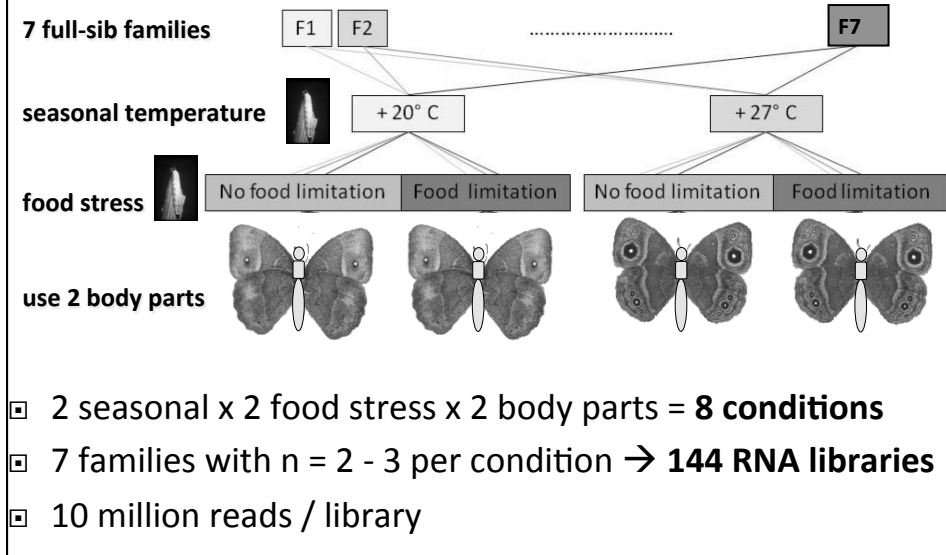 7 full-sib families F1 F2 ........................... F7
seasonal temperature + 20° C + 27° C
food stress No food limitation Food limitation No food limitation Food limitation
use 2 body parts
▣ 2 seasonal x 2 food stress x 2 body parts = 8 conditions
▣ 7 families with n = 2 - 3 per condition → 144 RNA libraries
▣ 10 million reads / library